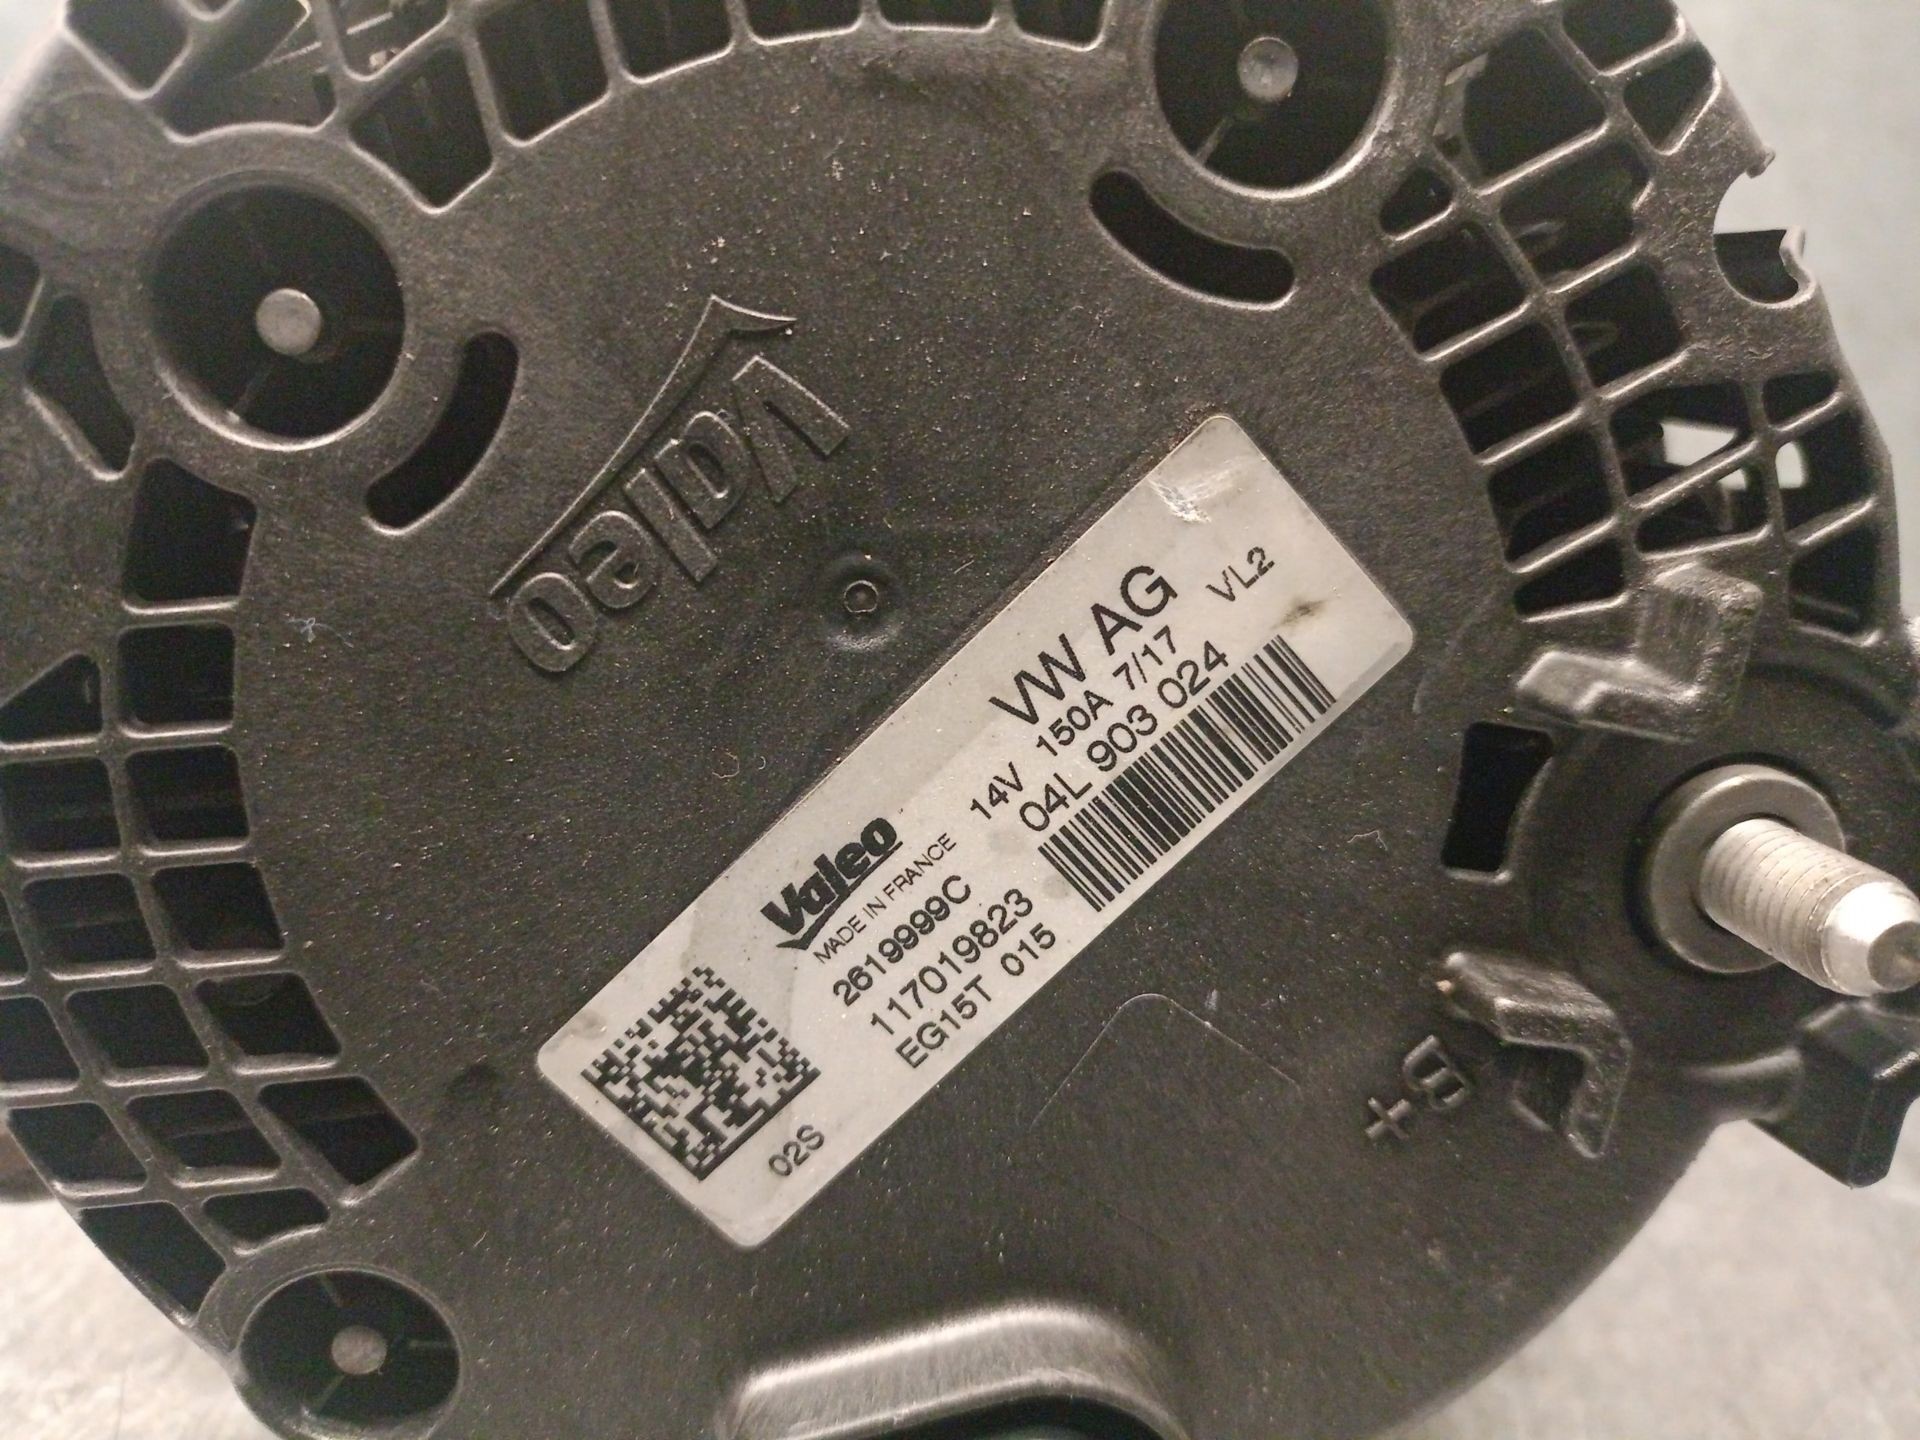 Valeo
VW AG
14V 150A 7/17 VL2
04L 903 024
Valeo
MADE IN FRANCE
2619999C
117019823
EG15T 015
02S
B+